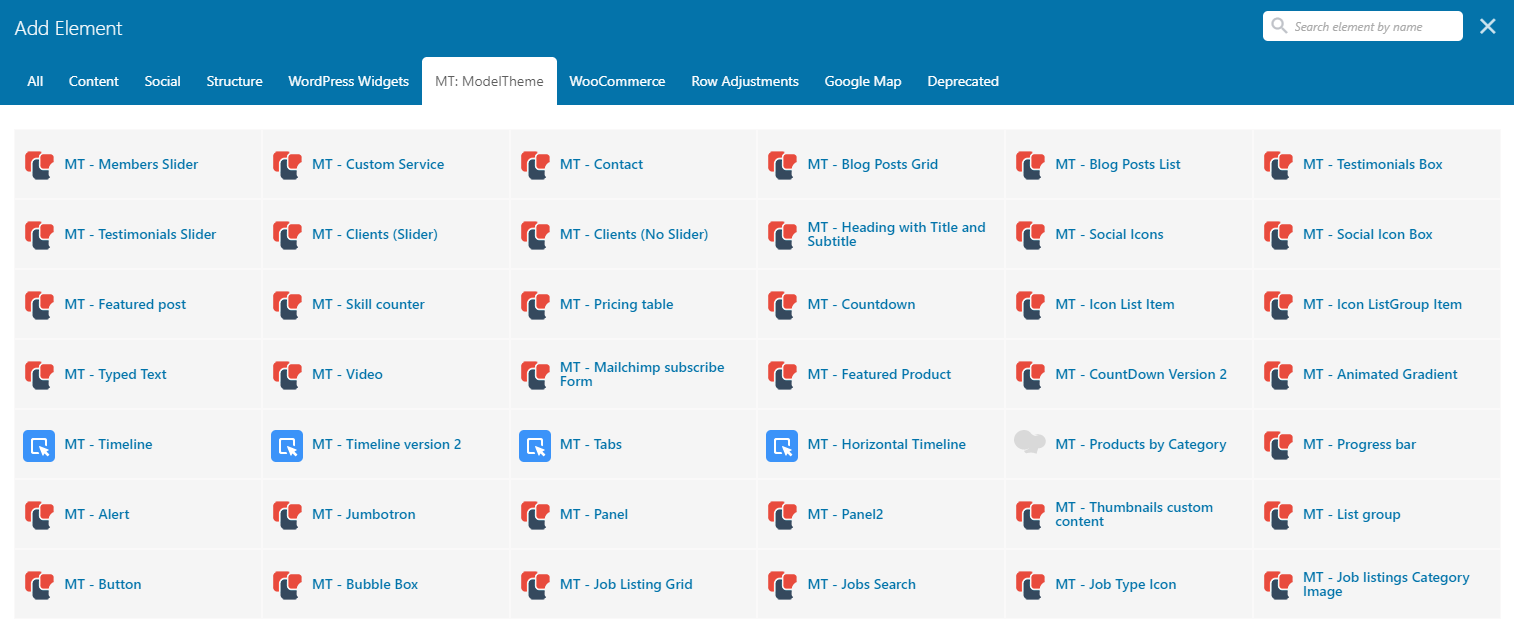 Add Element
Search element by name
All
Content
Social
Structure
WordPress Widgets
MT: ModelTheme
WooCommerce
Row Adjustments
Google Map
Deprecated
MT - Members Slider
MT - Custom Service
MT - Contact
MT - Blog Posts Grid
MT - Blog Posts List
MT - Testimonials Box
MT - Testimonials Slider
MT - Clients (Slider)
MT - Clients (No Slider)
MT - Heading with Title and
Subtitle
MT - Social Icons
MT - Social Icon Box
MT - Featured post
MT - Skill counter
MT - Pricing table
MT - Countdown
MT - Icon List Item
MT - Icon ListGroup Item
MT - Typed Text
MT - Video
MT - Mailchimp subscribe
Form
MT - Featured Product
MT - CountDown Version 2
MT - Animated Gradient
MT - Timeline
MT - Timeline version 2
MT - Tabs
MT - Horizontal Timeline
MT - Products by Category
MT - Progress bar
MT - Alert
MT - Jumbotron
MT - Panel
MT - Panel2
MT - Thumbnails custom
content
MT - List group
MT - Button
MT - Bubble Box
MT - Job Listing Grid
MT - Jobs Search
MT - Job Type Icon
MT - Job listings Category
Image